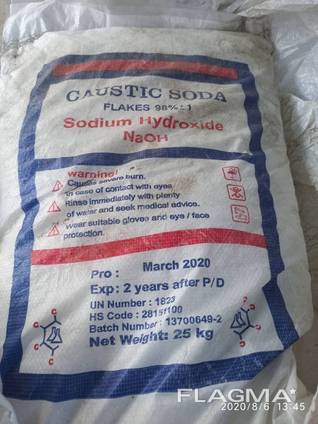 CAUSTIC SODA
FLAKES 98%±1
Sodium Hydroxide
NaOH
warning!
Causes severe burn.
in case of contact with eyes
Rinse immediately with plenty
of water and seek medical advice.
wear suitable gloves and eye / face
protection.
Pro : March 2020
Exp: 2 years after P/D
UN Number : 1823
HS Code : 28151100
Batch Number : 13700649-2
Net Weight: 25 kg
FLAGMA
2020/8/6 13:45